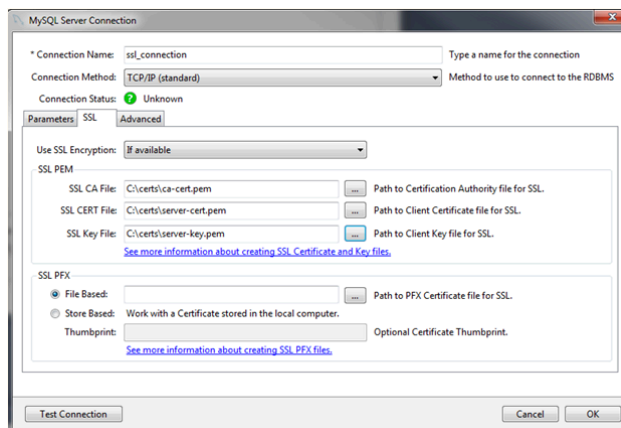 MySQL Server Connection
* Connection Name: ssl_connection Type a name for the connection
Connection Method: TCP/IP (standard) Method to use to connect to the RDBMS
Connection Status: ? Unknown
Parameters SSL Advanced
Use SSL Encryption: If available
SSL PEM
SSL CA File: C:\certs\ca-cert.pem ... Path to Certification Authority file for SSL.
SSL CERT File: C:\certs\server-cert.pem ... Path to Client Certificate file for SSL.
SSL Key File: C:\certs\server-key.pem ... Path to Client Key file for SSL.
See more information about creating SSL Certificate and Key files.
SSL PFX
File Based: ... Path to PFX Certificate file for SSL.
Store Based: Work with a Certificate stored in the local computer.
Thumbprint: Optional Certificate Thumbprint.
See more information about creating SSL PFX files.
Test Connection Cancel OK